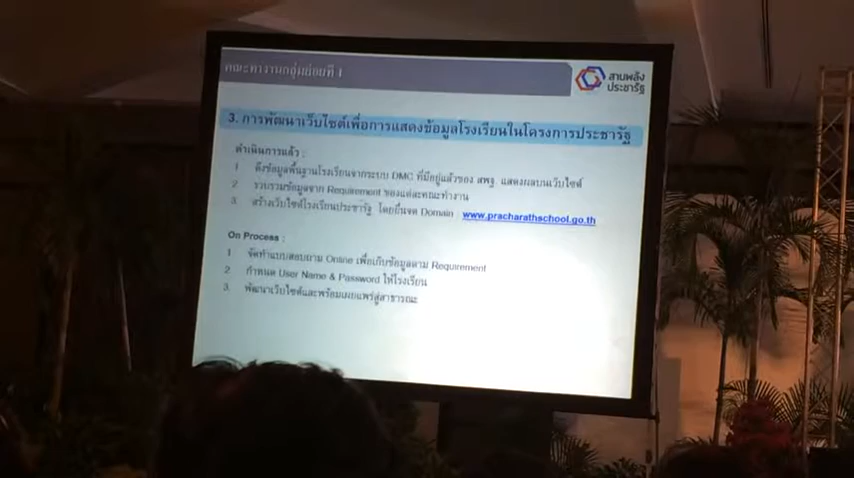 คณะทำงานกลุ่มย่อยที่ 1
สานพลัง
ประชารัฐ
3. การพัฒนาเว็บไซต์เพื่อการแสดงข้อมูลโรงเรียนในโครงการประชารัฐ
ดำเนินการแล้ว :
1 ดึงข้อมูลพื้นฐานโรงเรียนจากระบบ DMC ที่มีอยู่แล้วของ สพฐ. แสดงผลบนเว็บไซต์
2 รวบรวมข้อมูลจาก Requirement ของแต่ละคณะทำงาน
3. สร้างเว็บไซต์โรงเรียนประชารัฐ โดยยื่นจด Domain : www.pracharathschool.go.th
On Process :
1 จัดทำแบบสอบถาม Online เพื่อเก็บข้อมูลตาม Requirement
2. กำหนด User Name & Password ให้โรงเรียน
3. พัฒนาเว็บไซต์และพร้อมเผยแพร่สู่สาธารณะ